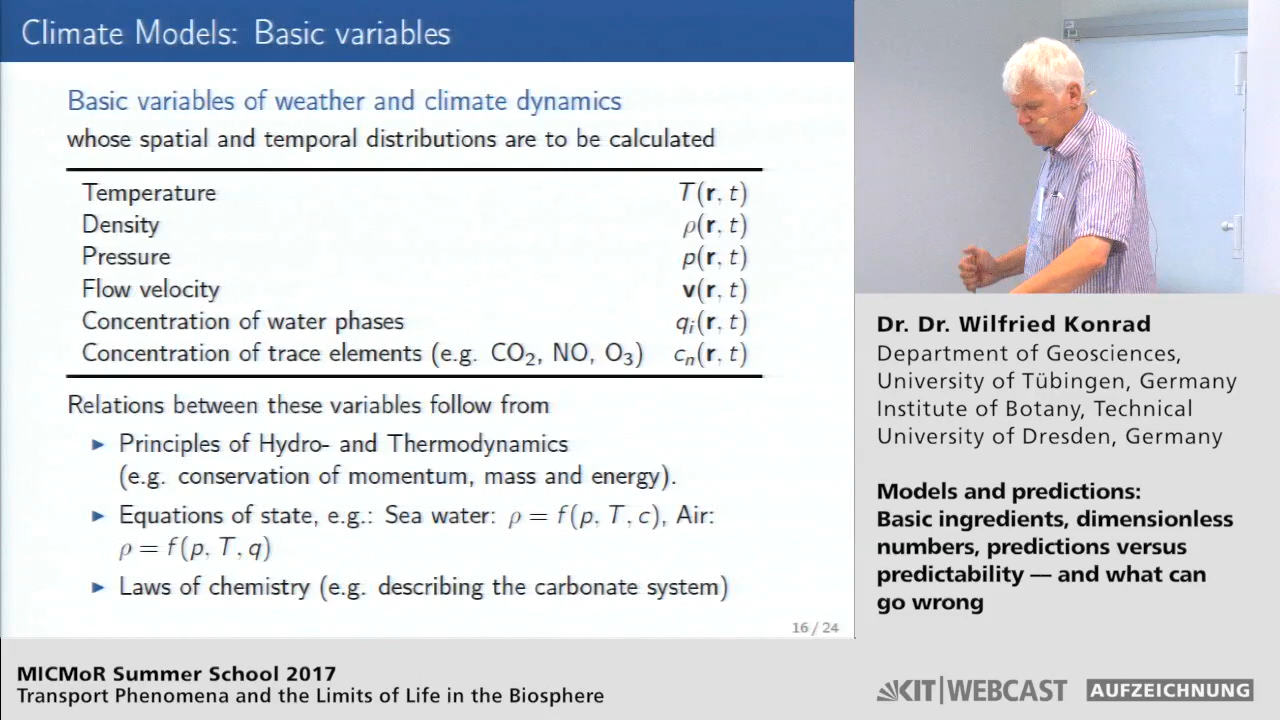 Climate Models: Basic variables
Basic variables of weather and climate dynamics
whose spatial and temporal distributions are to be calculated
Temperature T(r, t)
Density ρ(r, t)
Pressure p(r, t)
Flow velocity v(r, t)
Concentration of water phases qᵢ(r, t)
Concentration of trace elements (e.g. CO₂, NO, O₃) cₙ(r, t)
Relations between these variables follow from
▶ Principles of Hydro- and Thermodynamics
(e.g. conservation of momentum, mass and energy).
▶ Equations of state, e.g.: Sea water: ρ = f(p, T, c), Air:
ρ = f(p, T, q)
▶ Laws of chemistry (e.g. describing the carbonate system)
16 / 24
Dr. Dr. Wilfried Konrad
Department of Geosciences,
University of Tübingen, Germany
Institute of Botany, Technical
University of Dresden, Germany
Models and predictions:
Basic ingredients, dimensionless
numbers, predictions versus
predictability — and what can
go wrong
MICMoR Summer School 2017
Transport Phenomena and the Limits of Life in the Biosphere
KIT|WEBCAST AUFZEICHNUNG